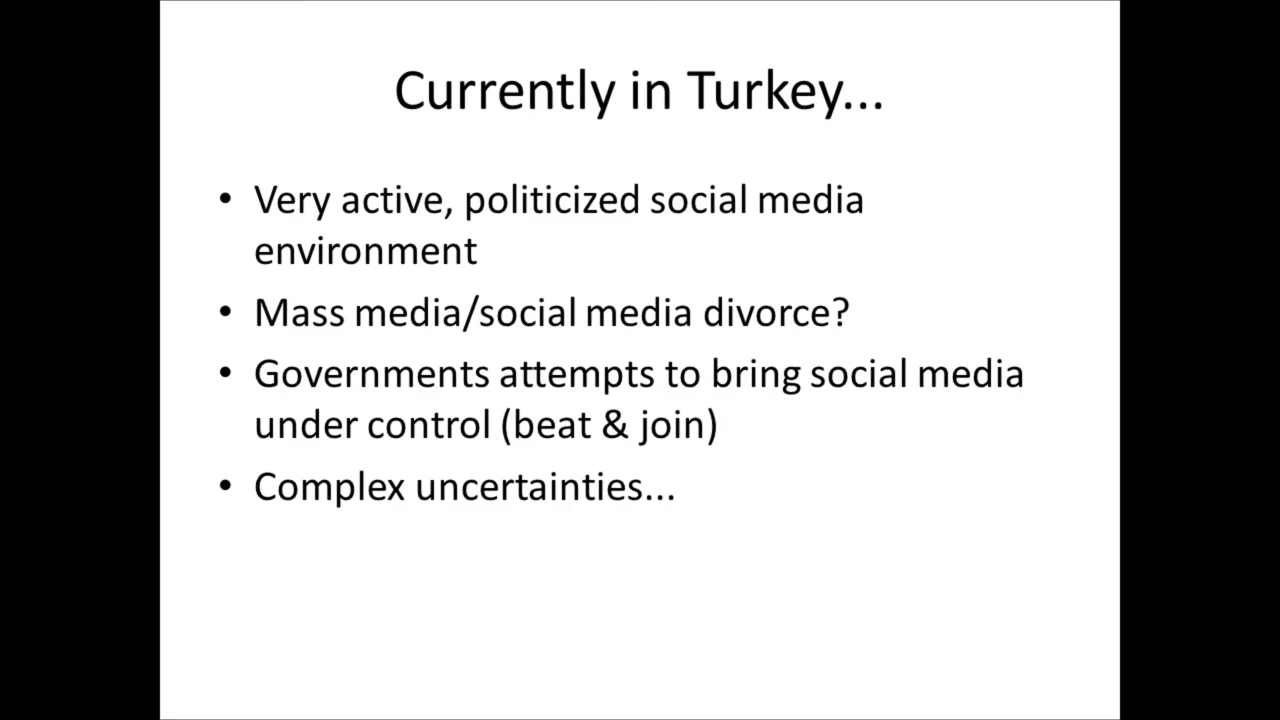 Currently in Turkey...
• Very active, politicized social media
environment
• Mass media/social media divorce?
• Governments attempts to bring social media
under control (beat & join)
• Complex uncertainties...